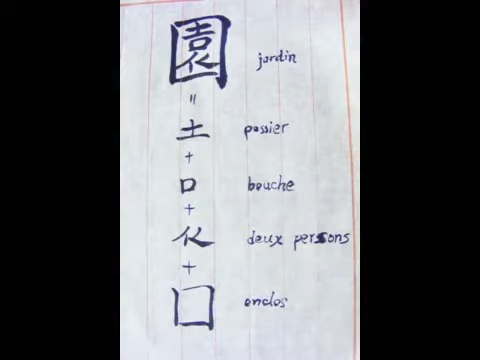 園 jardin
=
土 possier
+
口 bouche
+
deux persons
+
囗 enclos